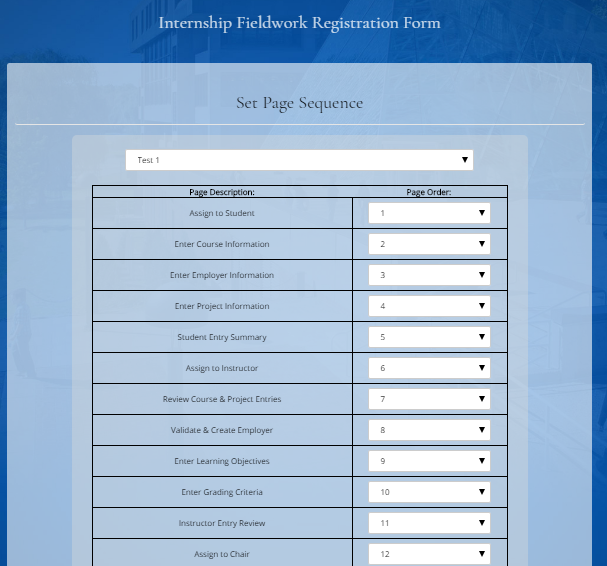 Internship Fieldwork Registration Form
Set Page Sequence
Test 1
Page Description: Page Order:
Assign to Student 1
Enter Course Information 2
Enter Employer Information 3
Enter Project Information 4
Student Entry Summary 5
Assign to Instructor 6
Review Course & Project Entries 7
Validate & Create Employer 8
Enter Learning Objectives 9
Enter Grading Criteria 10
Instructor Entry Review 11
Assign to Chair 12